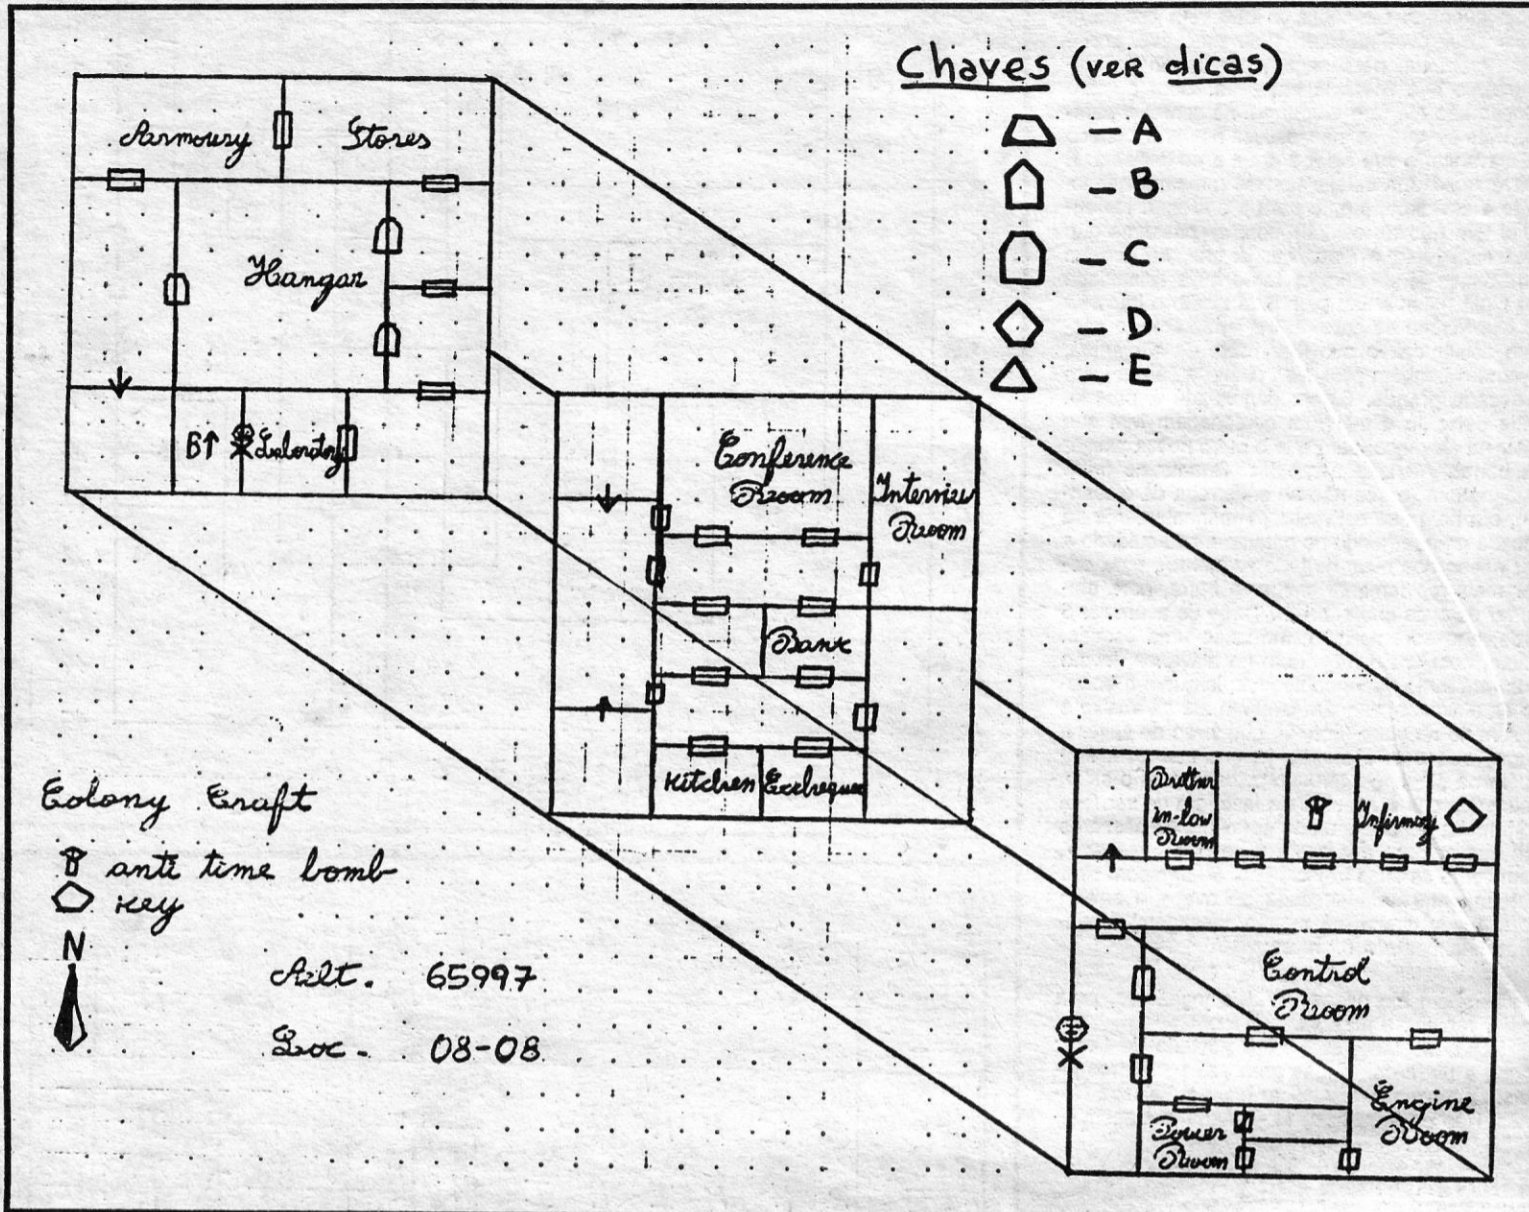 Chaves (ver dicas)
– A
– B
– C
– D
– E
Armoury
Stores
Hangar
B↑
Laboratory
Conference
Room
Interview
Room
Bank
Kitchen
Exchequer
Brother
in-low
Room
Infirmary
Control
Room
Engine
Room
Power
Room
Colony Craft
anti time bomb
key
N
Alt. 65997
Loc - 08-08